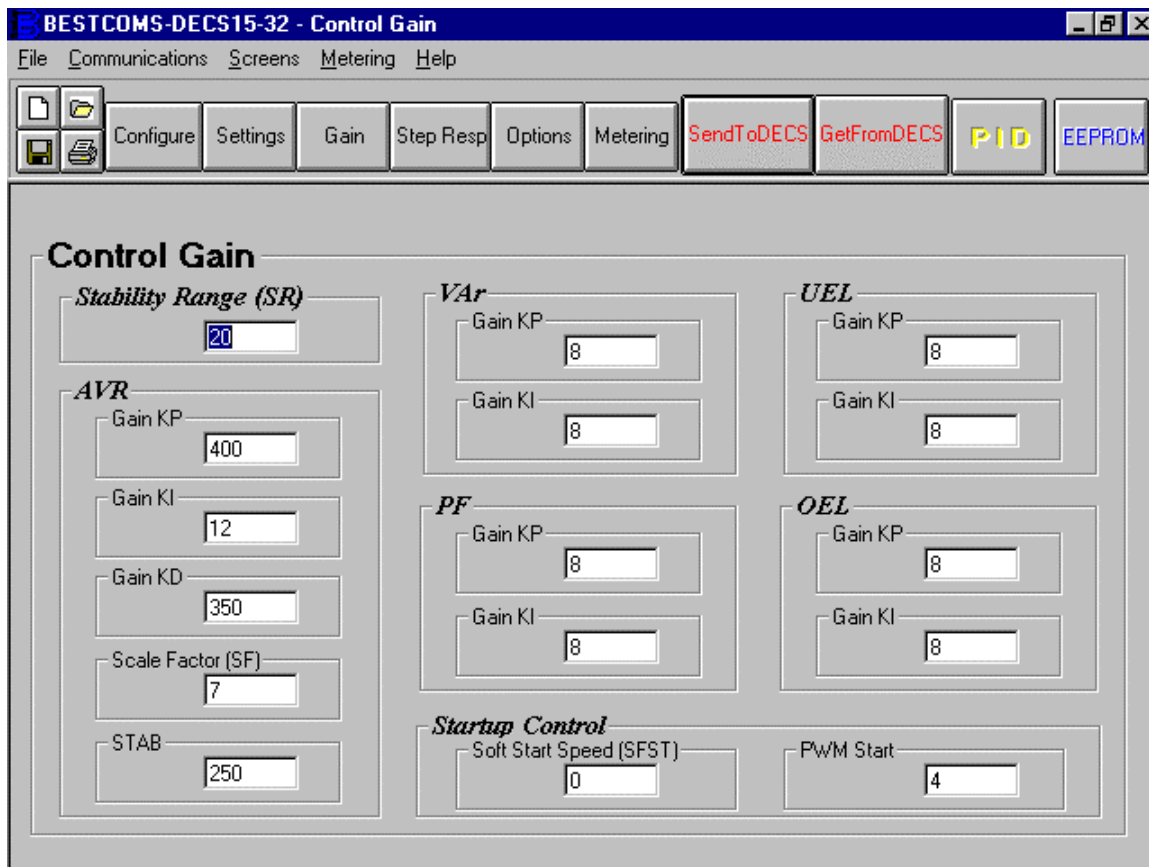 BESTCOMS-DECS15-32 - Control Gain
File Communications Screens Metering Help
Configure Settings Gain Step Resp Options Metering SendToDECS GetFromDECS PID EEPROM
Control Gain
Stability Range (SR)
20
AVR
Gain KP
400
Gain KI
12
Gain KD
350
Scale Factor (SF)
7
STAB
250
VAr
Gain KP
8
Gain KI
8
PF
Gain KP
8
Gain KI
8
UEL
Gain KP
8
Gain KI
8
OEL
Gain KP
8
Gain KI
8
Startup Control
Soft Start Speed (SFST)
0
PWM Start
4